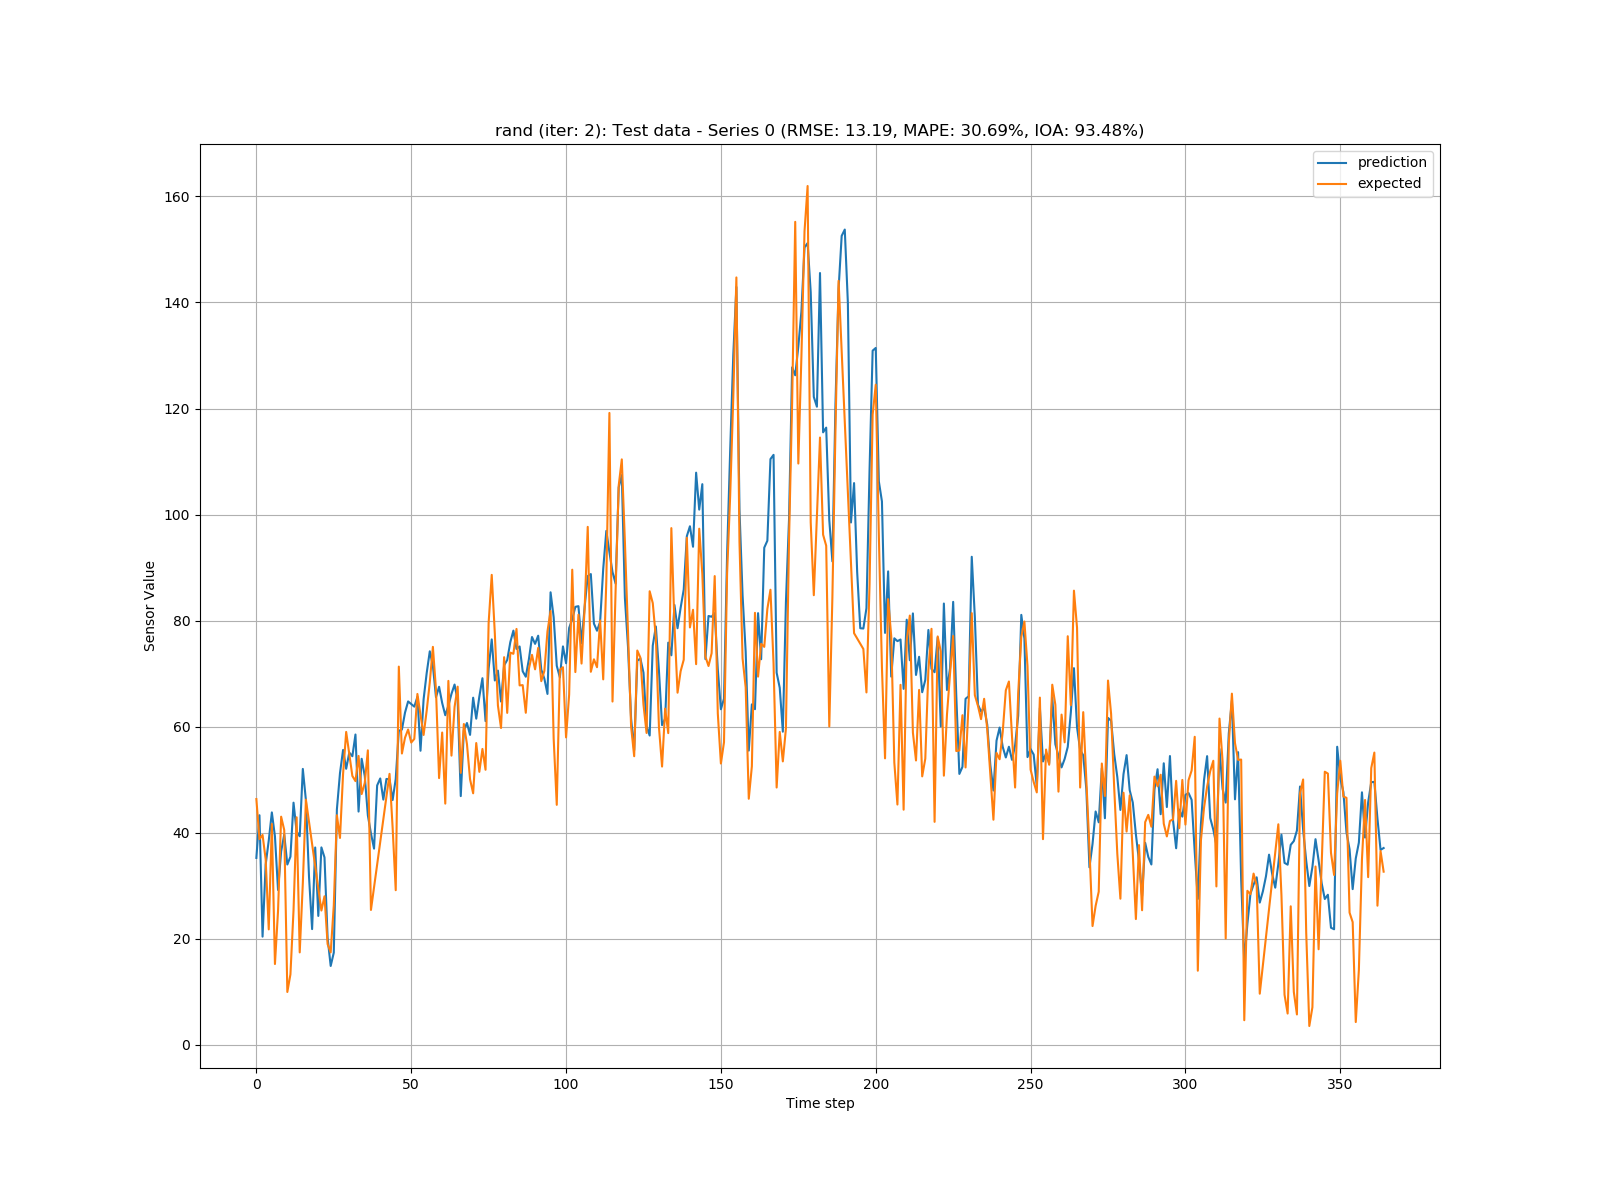 rand (iter: 2): Test data - Series 0 (RMSE: 13.19, MAPE: 30.69%, IOA: 93.48%)
prediction
expected
160
140
120
100
80
60
40
20
0
Sensor Value
0 50 100 150 200 250 300 350
Time step